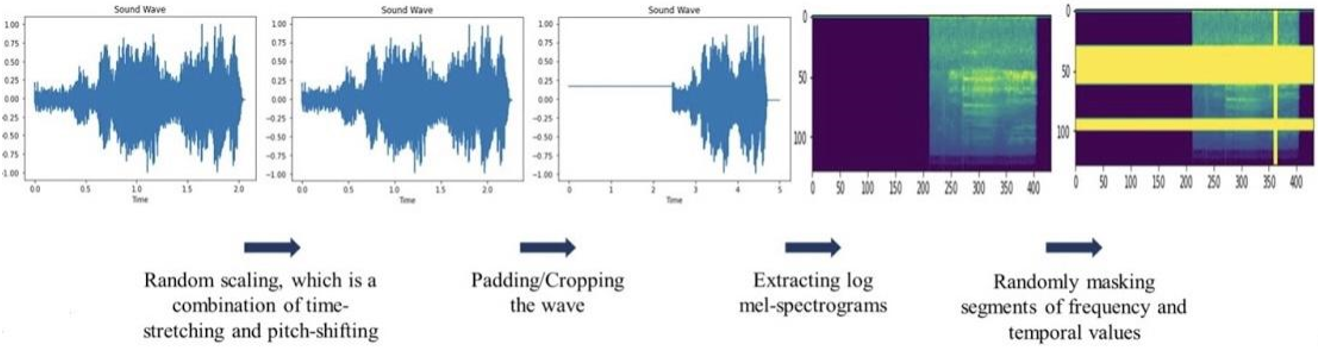 Sound Wave
1.00
0.75
0.50
0.25
0.00
0.25
0.50
0.75
1.00
0.0 0.5 1.0 1.5 2.0
Time
Sound Wave
1.00
0.75
0.50
0.25
0.00
−0.25
−0.50
−0.75
−1.00
0.0 0.5 1.0 1.5 2.0
Time
Sound Wave
1.00
0.75
0.50
0.25
0.00
−0.25
−0.50
−0.75
−1.00
0 1 2 3 4 5
Time
0
50
100
0 50 100 150 200 250 300 350 400
0
50
100
0 50 100 150 200 250 300 350 400
Random scaling, which is a
combination of time-
stretching and pitch-shifting
Padding/Cropping
the wave
Extracting log
mel-spectrograms
Randomly masking
segments of frequency and
temporal values